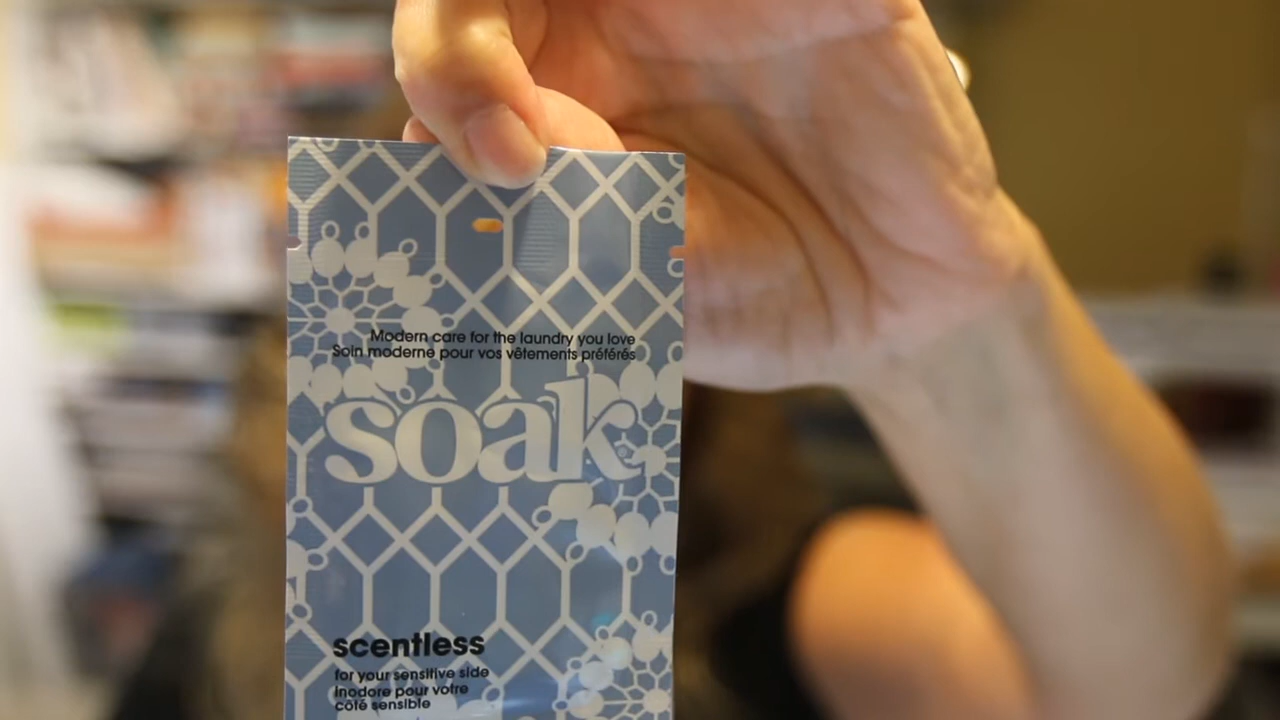 Modern care for the laundry you love
Soin moderne pour vos vêtements préférés
soak
scentless
for your sensitive side
inodore pour votre
côté sensible